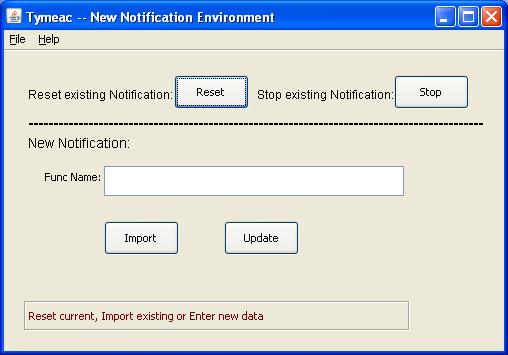 Tymeac -- New Notification Environment
File Help
Reset existing Notification: Reset Stop existing Notification: Stop
New Notification:
Func Name:
Import Update
Reset current, Import existing or Enter new data